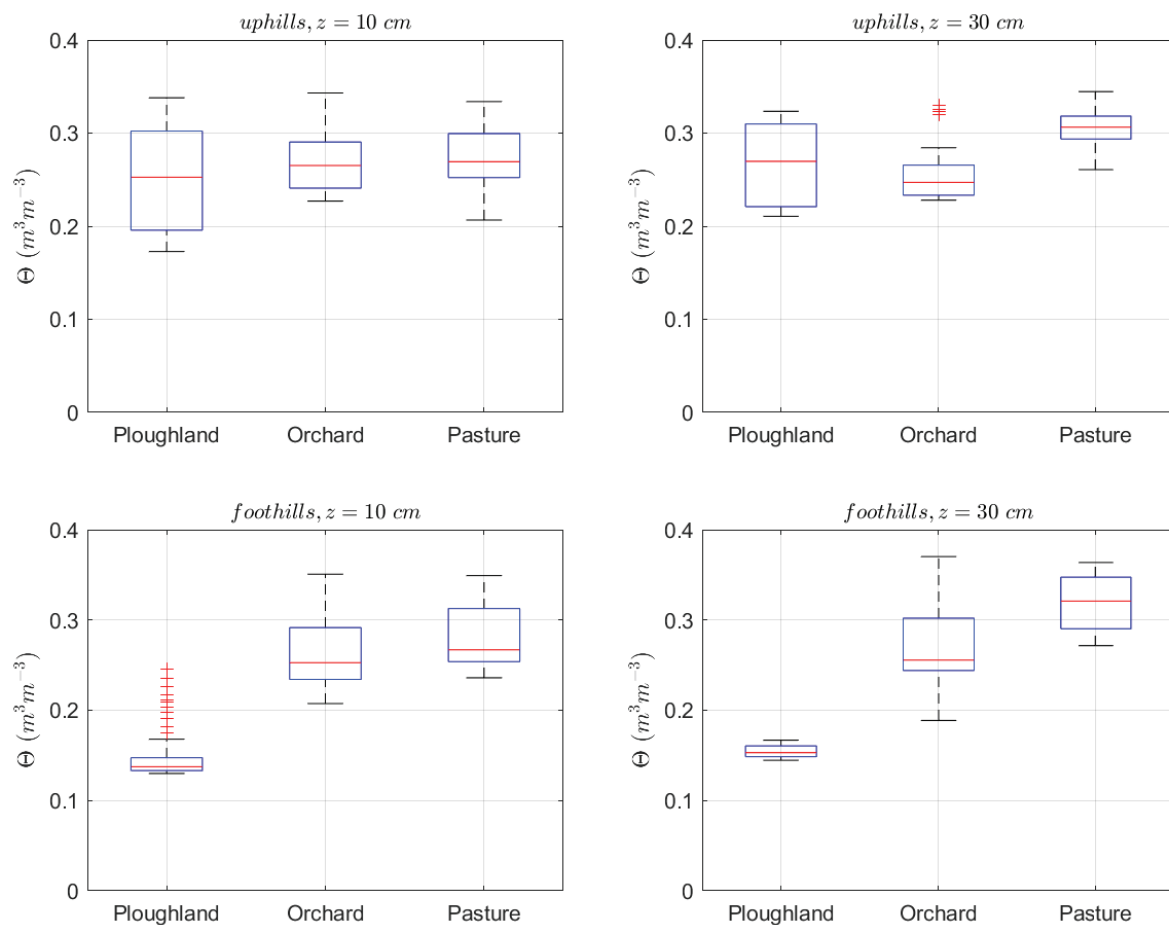 uphills, z = 10 cm
0.4
0.3
0.2
0.1
0
Θ (m³m⁻³)
Ploughland Orchard Pasture
uphills, z = 30 cm
0.4
0.3
0.2
0.1
0
Θ (m³m⁻³)
Ploughland Orchard Pasture
foothills, z = 10 cm
0.4
0.3
0.2
0.1
0
Θ (m³m⁻³)
Ploughland Orchard Pasture
foothills, z = 30 cm
0.4
0.3
0.2
0.1
0
Θ (m³m⁻³)
Ploughland Orchard Pasture